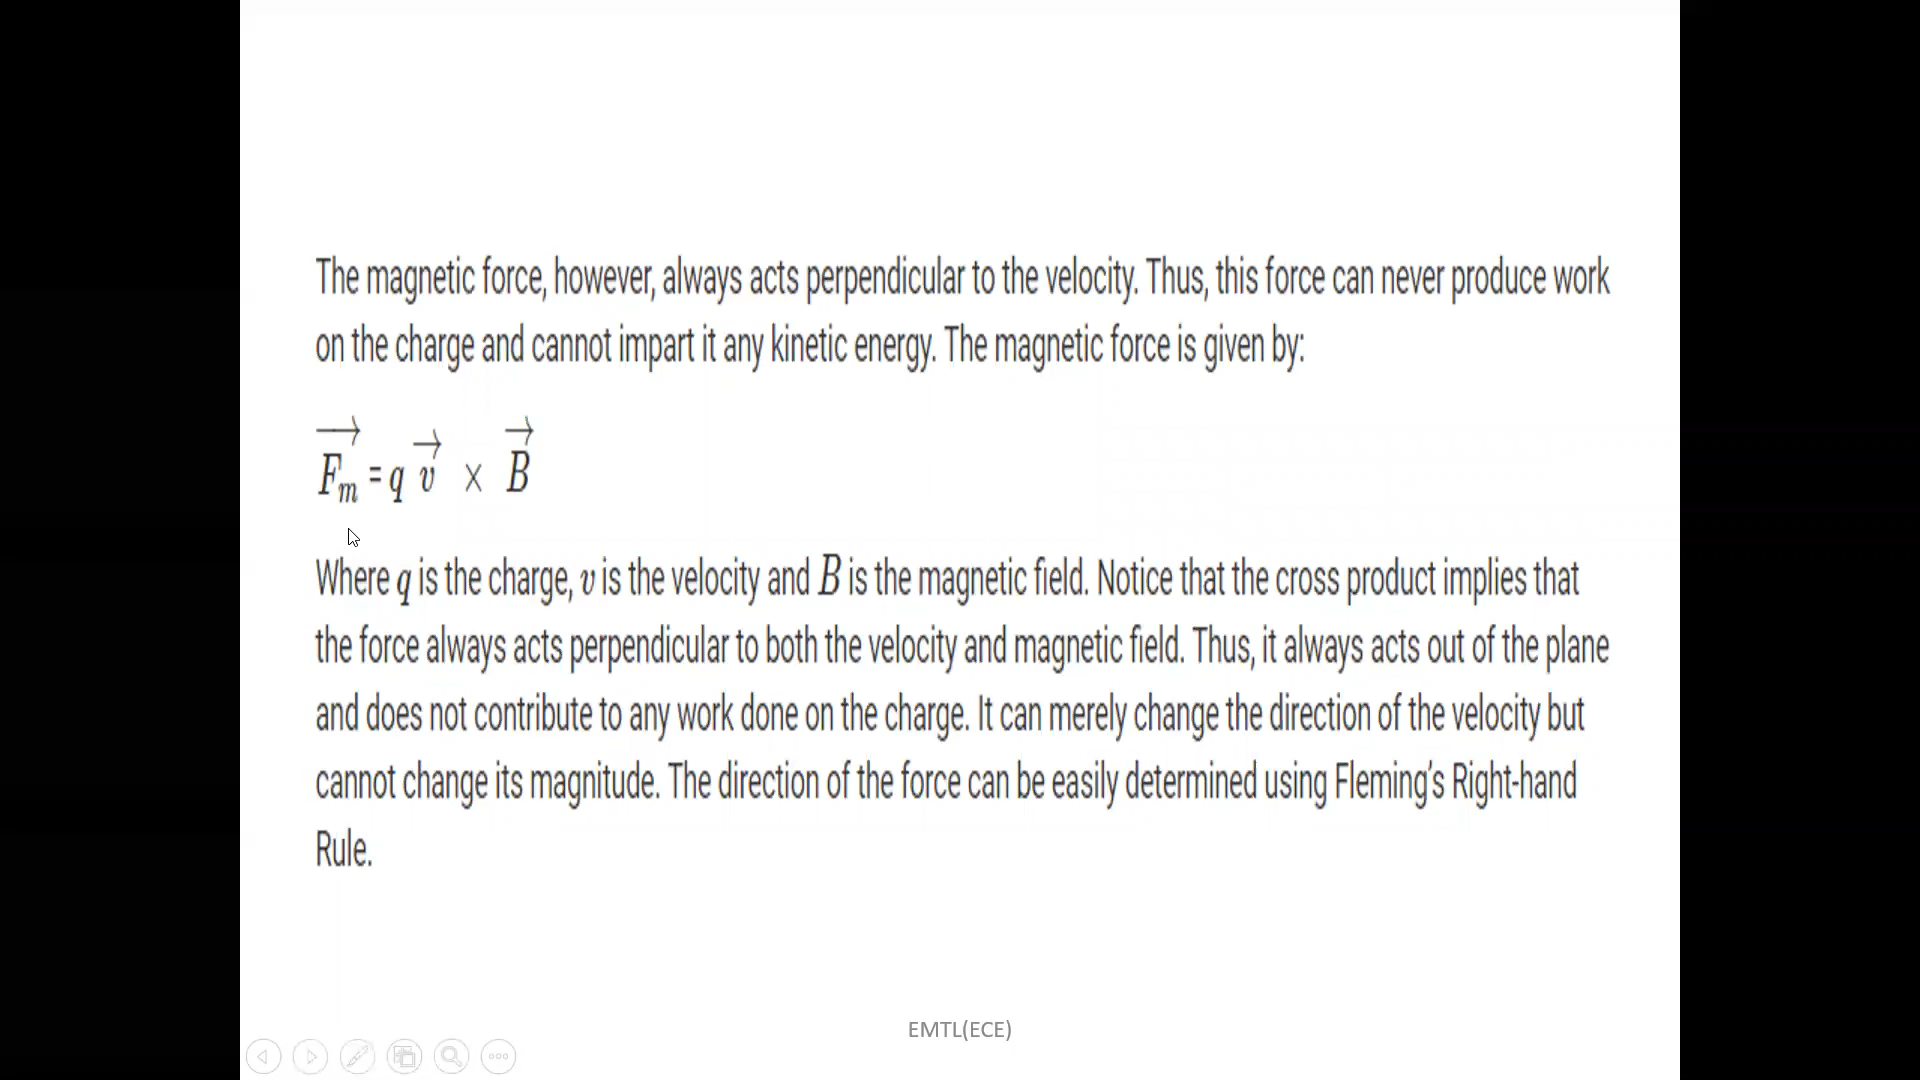 The magnetic force, however, always acts perpendicular to the velocity. Thus, this force can never produce work
on the charge and cannot impart it any kinetic energy. The magnetic force is given by:
$\overrightarrow{F_m} = q \overrightarrow{v} \times \overrightarrow{B}$
Where q is the charge, v is the velocity and B is the magnetic field. Notice that the cross product implies that
the force always acts perpendicular to both the velocity and magnetic field. Thus, it always acts out of the plane
and does not contribute to any work done on the charge. It can merely change the direction of the velocity but
cannot change its magnitude. The direction of the force can be easily determined using Fleming’s Right-hand
Rule.
EMTL(ECE)